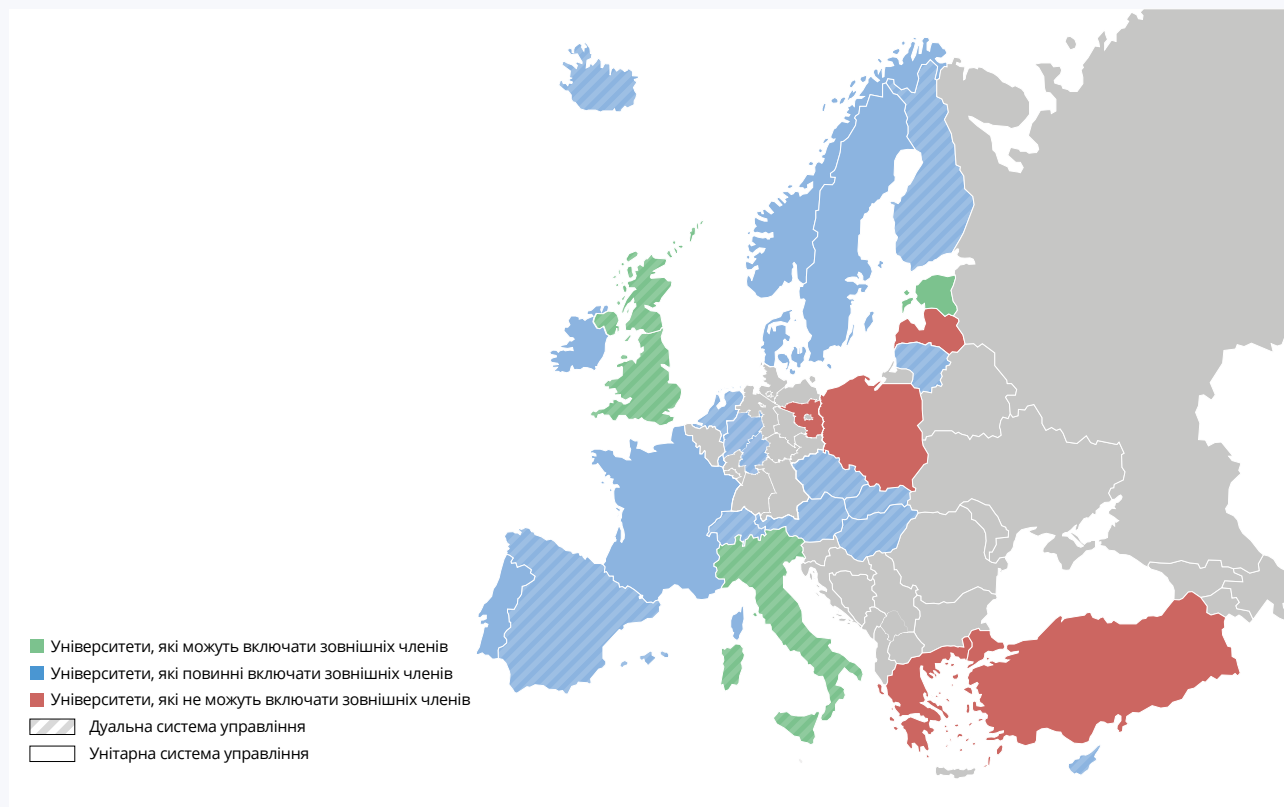 Університети, які можуть включати зовнішніх членів
Університети, які повинні включати зовнішніх членів
Університети, які не можуть включати зовнішніх членів
Дуальна система управління
Унітарна система управління